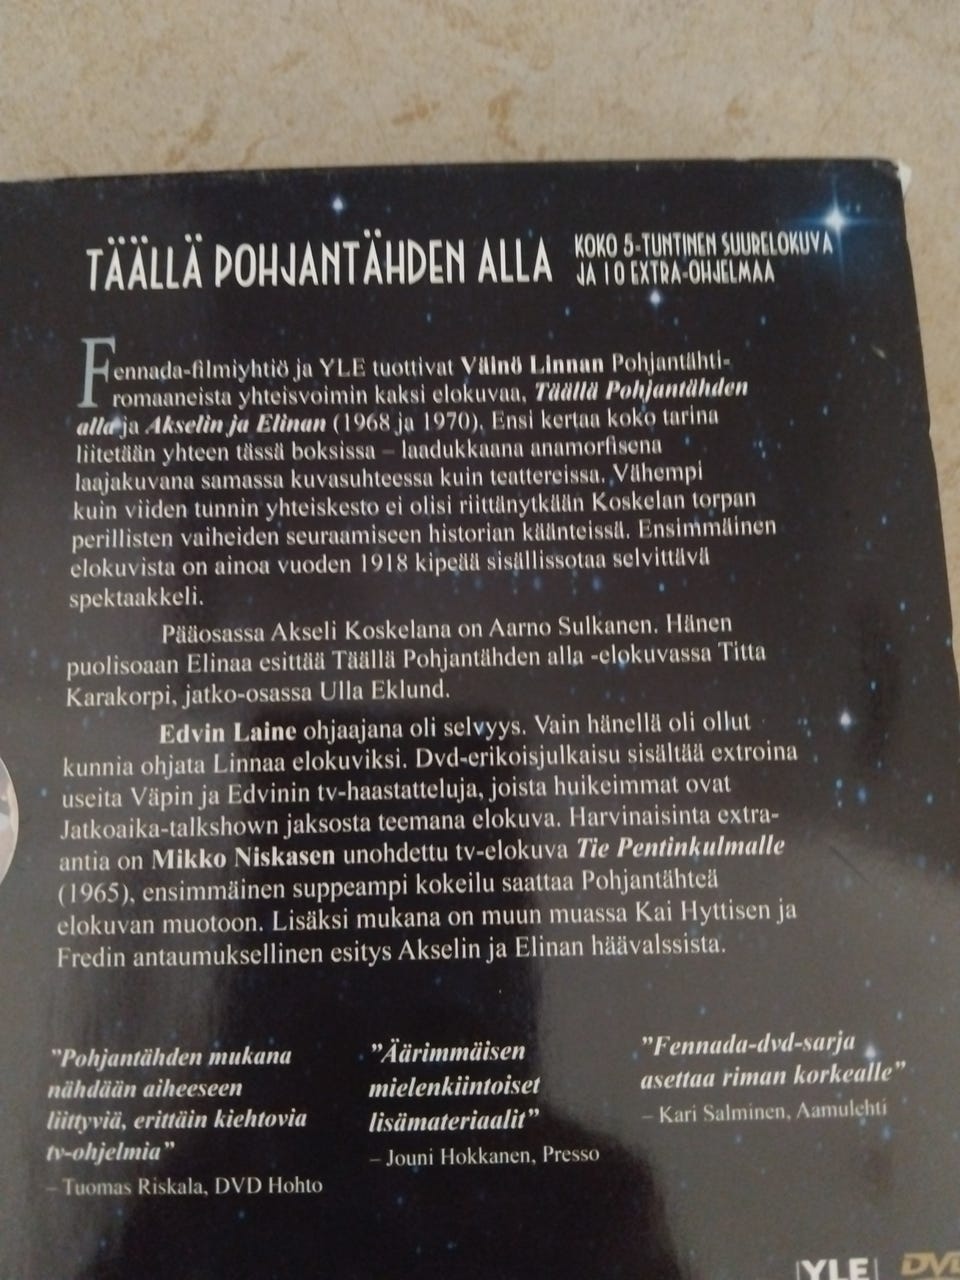 TÄÄLLÄ POHJANTÄHDEN ALLA
KOKO 5-TUNTINEN SUURELOKUVA
JA 10 EXTRA-OHJELMAA
Fennada-filmiyhtiö ja YLE tuottivat Väinö Linnan Pohjantähti-
romaaneista yhteisvoimin kaksi elokuvaa, Täällä Pohjantähden
alla ja Akselin ja Elinan (1968 ja 1970). Ensi kertaa koko tarina
liitetään yhteen tässä boksissa – laadukkaana anamorfisena
laajakuvana samassa kuvasuhteessa kuin teattereissa. Vähempi
kuin viiden tunnin yhteiskesto ei olisi riittänytkään Koskelan torpan
perillisten vaiheiden seuraamiseen historian käänteissä. Ensimmäinen
elokuvista on ainoa vuoden 1918 kipeää sisällissotaa selvittävä
spektaakkeli.
Pääosassa Akseli Koskelana on Aarno Sulkanen. Hänen
puolisoaan Elinaa esittää Täällä Pohjantähden alla -elokuvassa Titta
Karakorpi, jatko-osassa Ulla Eklund.
Edvin Laine ohjaajana oli selvyys. Vain hänellä oli ollut
kunnia ohjata Linnaa elokuviksi. Dvd-erikoisjulkaisu sisältää extroina
useita Väpin ja Edvinin tv-haastatteluja, joista huikeimmat ovat
Jatkoaika-talkshown jaksosta teemana elokuva. Harvinaisinta extra-
antia on Mikko Niskasen unohdettu tv-elokuva Tie Pentinkulmalle
(1965), ensimmäinen suppeampi kokeilu saattaa Pohjantähteä
elokuvan muotoon. Lisäksi mukana on muun muassa Kai Hyttisen ja
Fredin antaumuksellinen esitys Akselin ja Elinan häävalssista.
"Pohjantähden mukana
nähdään aiheeseen
liittyviä, erittäin kiehtovia
tv-ohjelmia"
– Tuomas Riskala, DVD Hohto
"Äärimmäisen
mielenkiintoiset
lisämateriaalit"
– Jouni Hokkanen, Presso
"Fennada-dvd-sarja
asettaa riman korkealle"
– Kari Salminen, Aamulehti
YLE
DVD